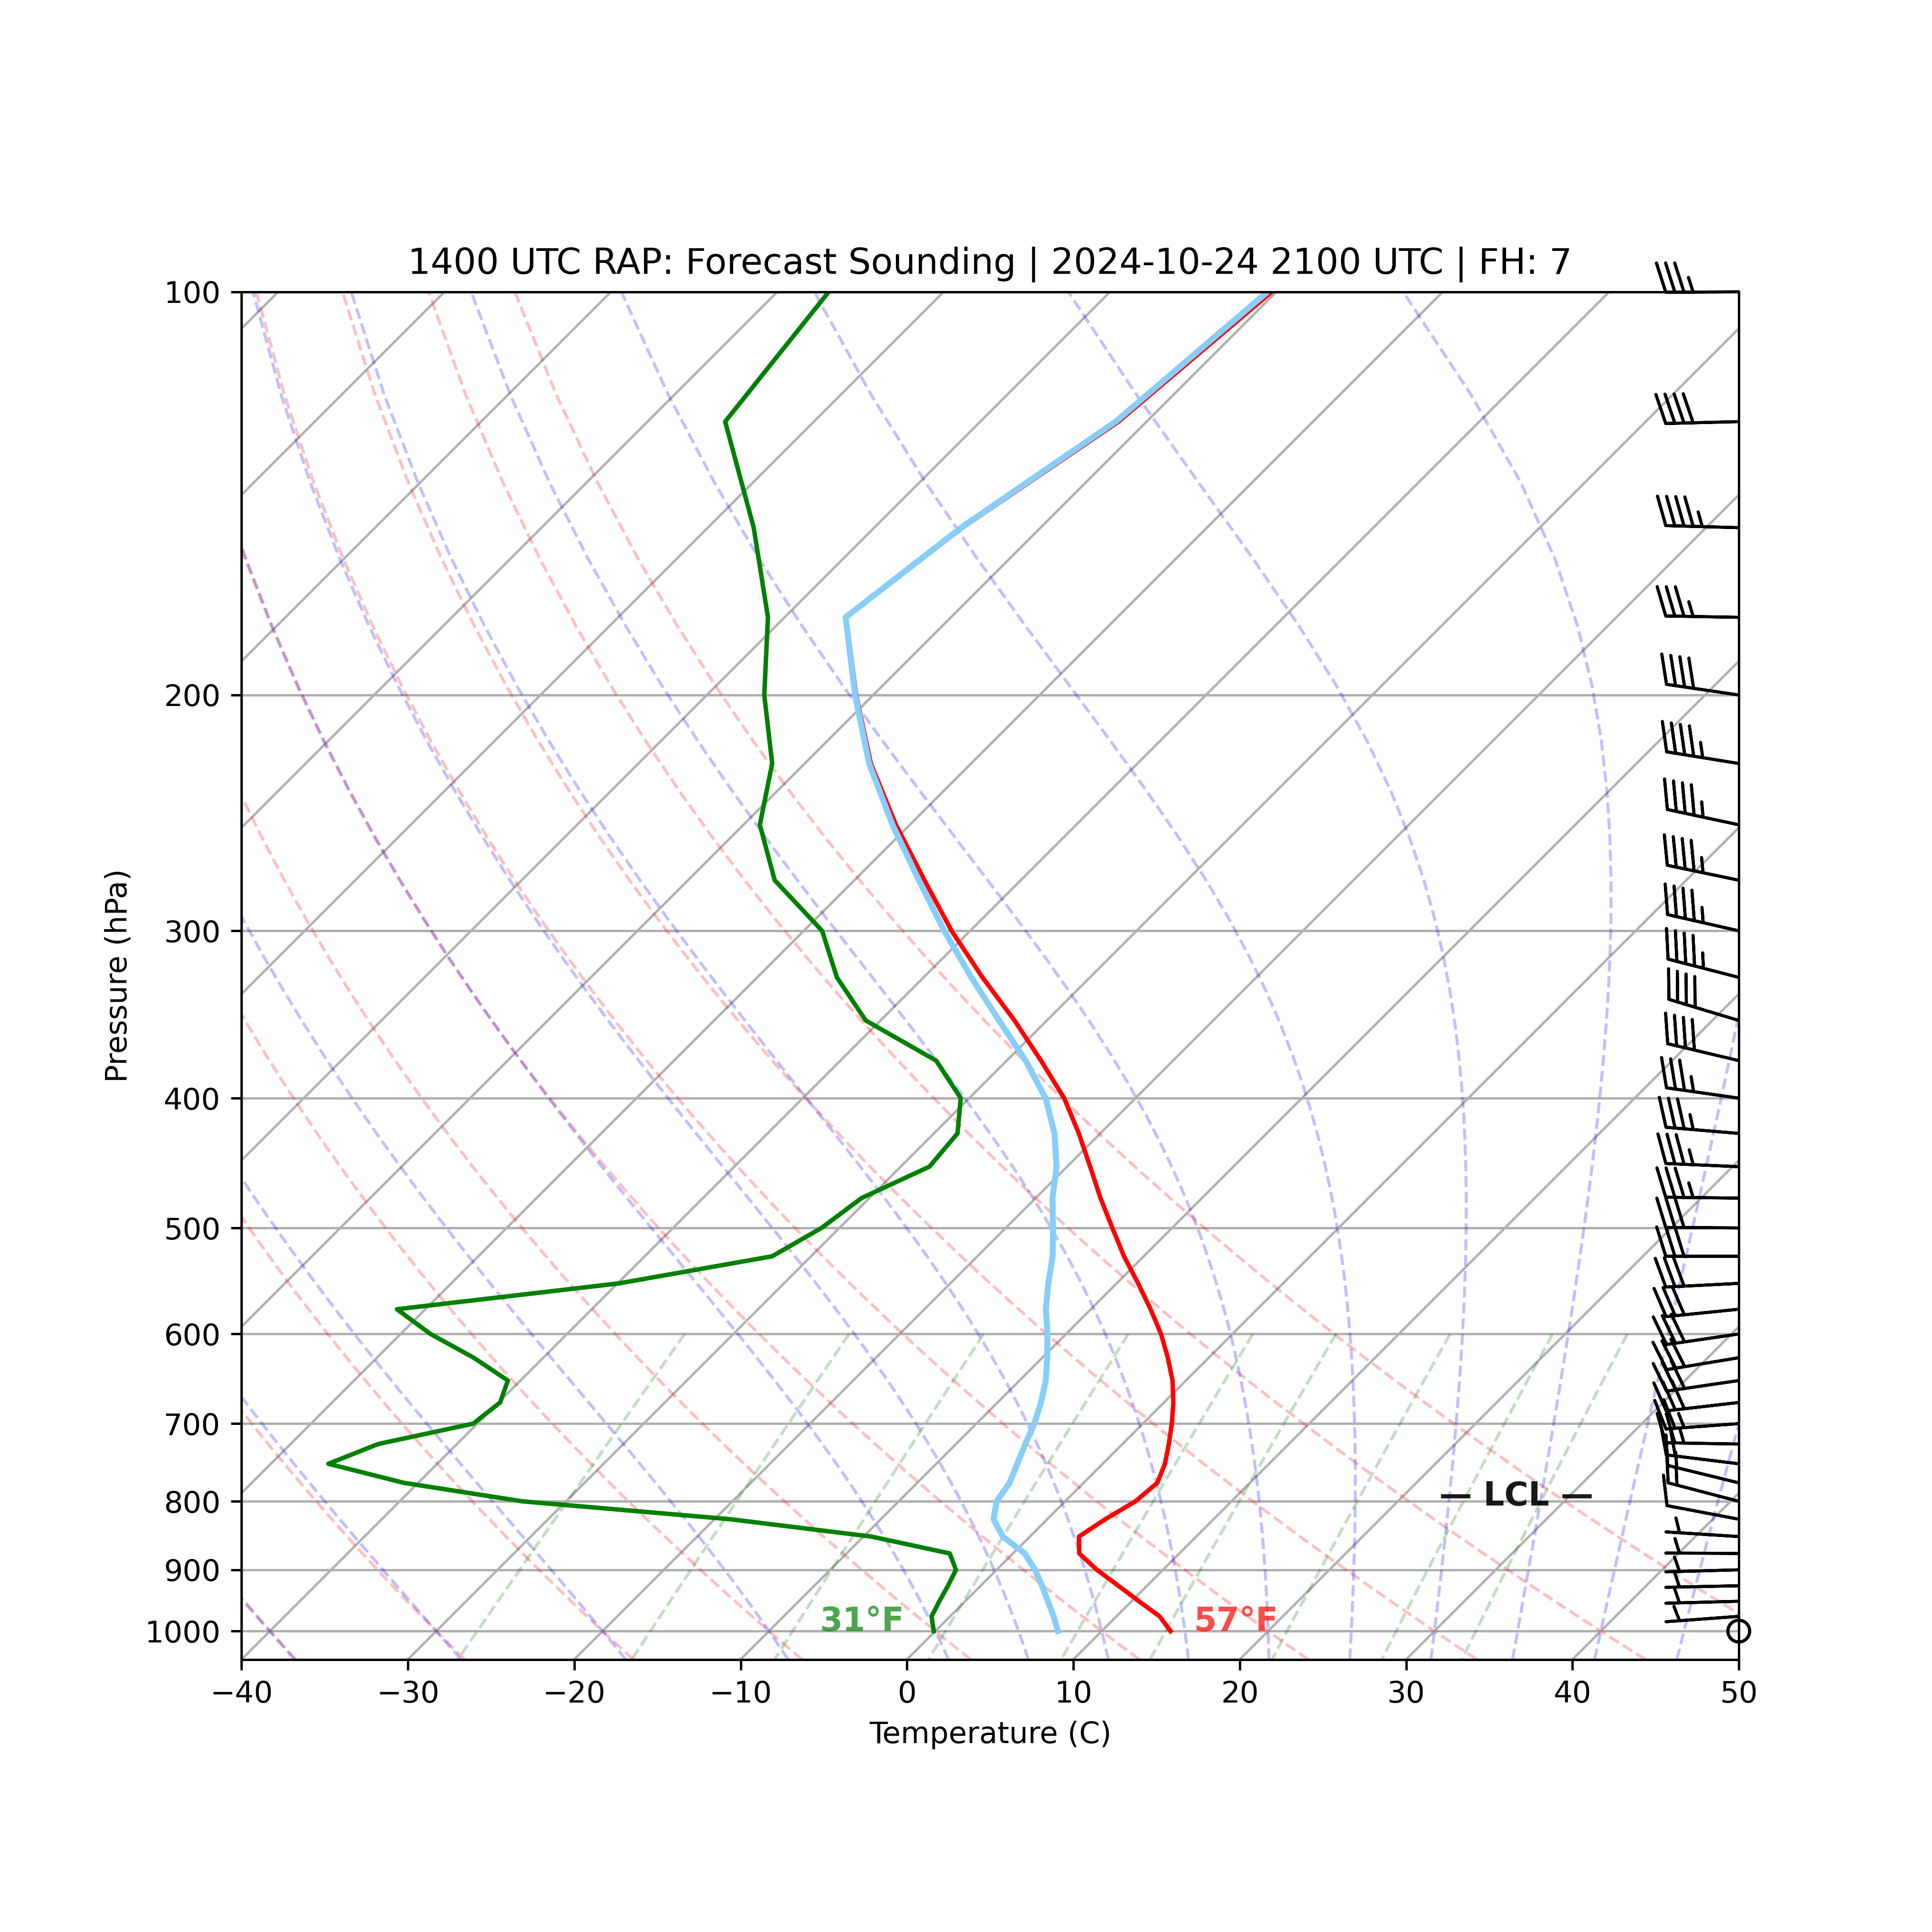 1400 UTC RAP: Forecast Sounding | 2024-10-24 2100 UTC | FH: 7
100
200
300
400
500
600
700
800
900
1000
Pressure (hPa)
— LCL —
31°F
57°F
−40 −30 −20 −10 0 10 20 30 40 50
Temperature (C)